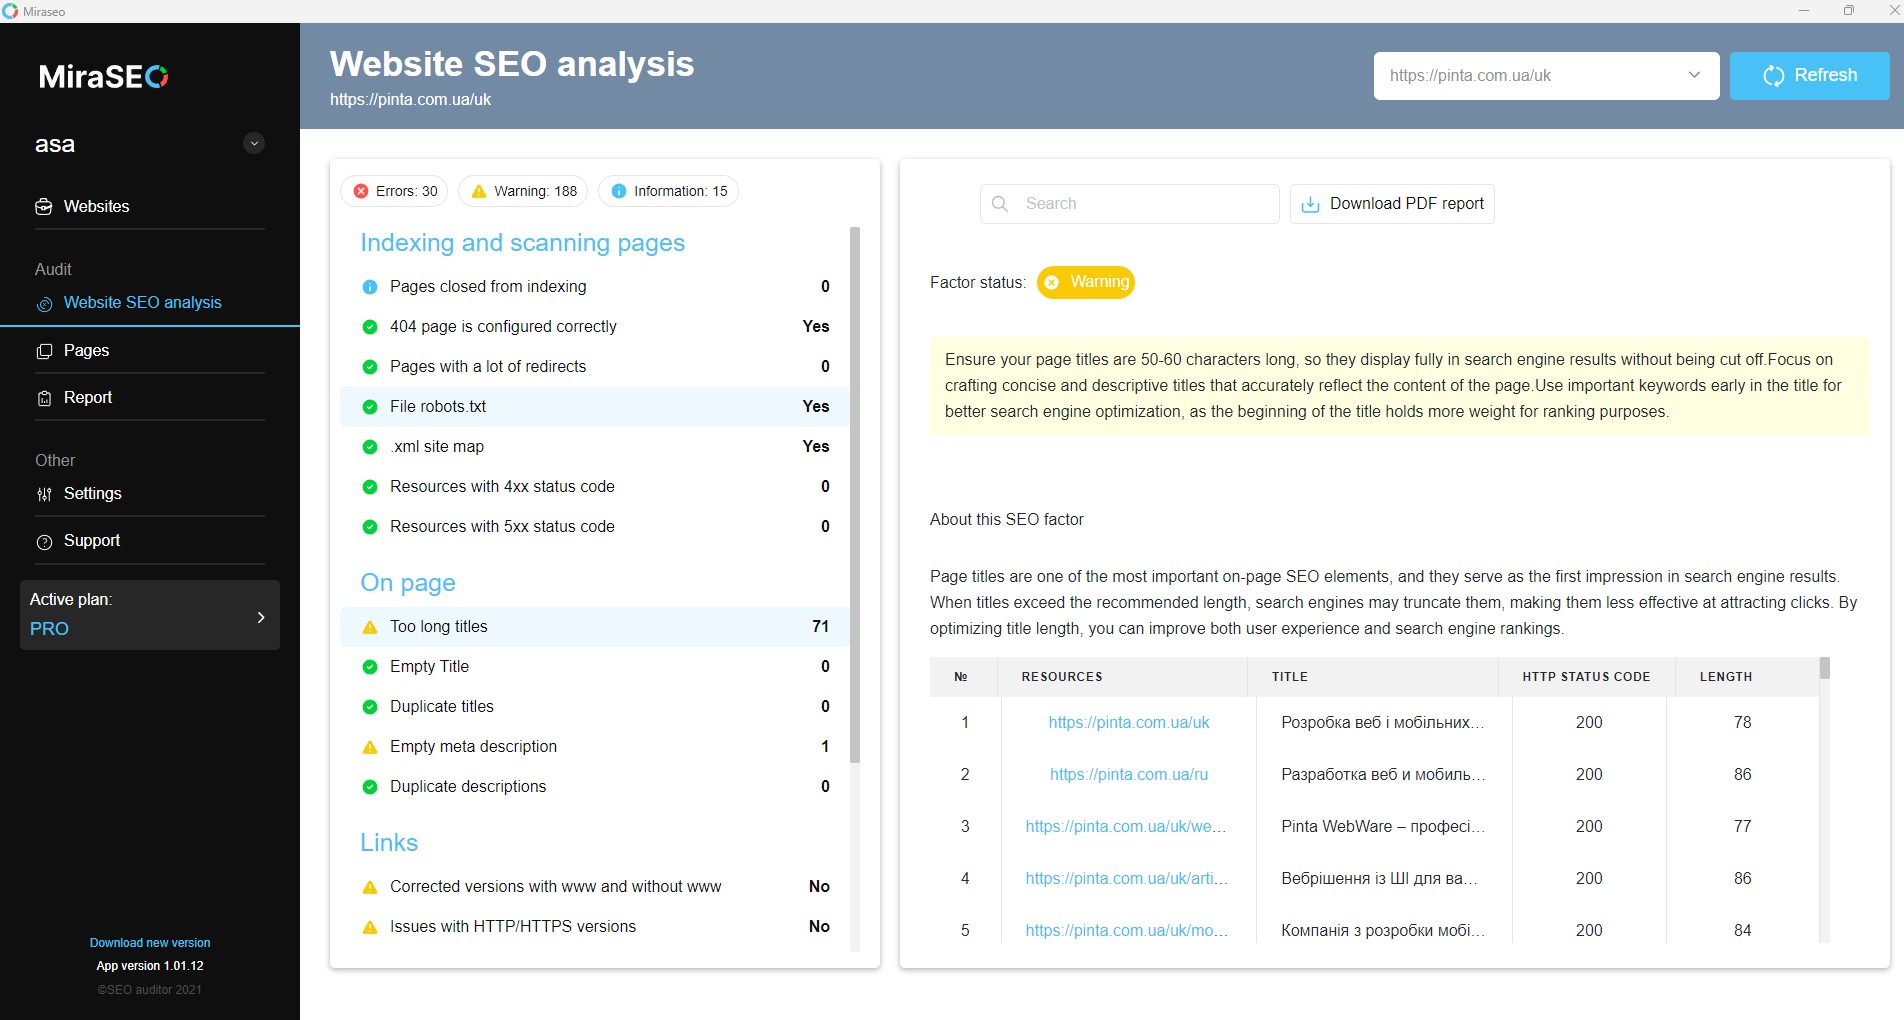 Miraseo
MiraSEO
asa
Websites
Audit
Website SEO analysis
Pages
Report
Other
Settings
Support
Active plan:
PRO
Download new version
App version 1.01.12
©SEO auditor 2021
Website SEO analysis
https://pinta.com.ua/uk
https://pinta.com.ua/uk
Refresh
Errors: 30
Warning: 188
Information: 15
Indexing and scanning pages
Pages closed from indexing 0
404 page is configured correctly Yes
Pages with a lot of redirects 0
File robots.txt Yes
.xml site map Yes
Resources with 4xx status code 0
Resources with 5xx status code 0
On page
Too long titles 71
Empty Title 0
Duplicate titles 0
Empty meta description 1
Duplicate descriptions 0
Links
Corrected versions with www and without www No
Issues with HTTP/HTTPS versions No
Search
Download PDF report
Factor status: Warning
Ensure your page titles are 50-60 characters long, so they display fully in search engine results without being cut off.Focus on
crafting concise and descriptive titles that accurately reflect the content of the page.Use important keywords early in the title for
better search engine optimization, as the beginning of the title holds more weight for ranking purposes.
About this SEO factor
Page titles are one of the most important on-page SEO elements, and they serve as the first impression in search engine results.
When titles exceed the recommended length, search engines may truncate them, making them less effective at attracting clicks. By
optimizing title length, you can improve both user experience and search engine rankings.
№ RESOURCES TITLE HTTP STATUS CODE LENGTH
1 https://pinta.com.ua/uk Розробка веб і мобільних... 200 78
2 https://pinta.com.ua/ru Разработка веб и мобиль... 200 86
3 https://pinta.com.ua/uk/we... Pinta WebWare – професі... 200 77
4 https://pinta.com.ua/uk/arti... Вебрішення із ШІ для ва... 200 86
5 https://pinta.com.ua/uk/mo... Компанія з розробки мобі... 200 84